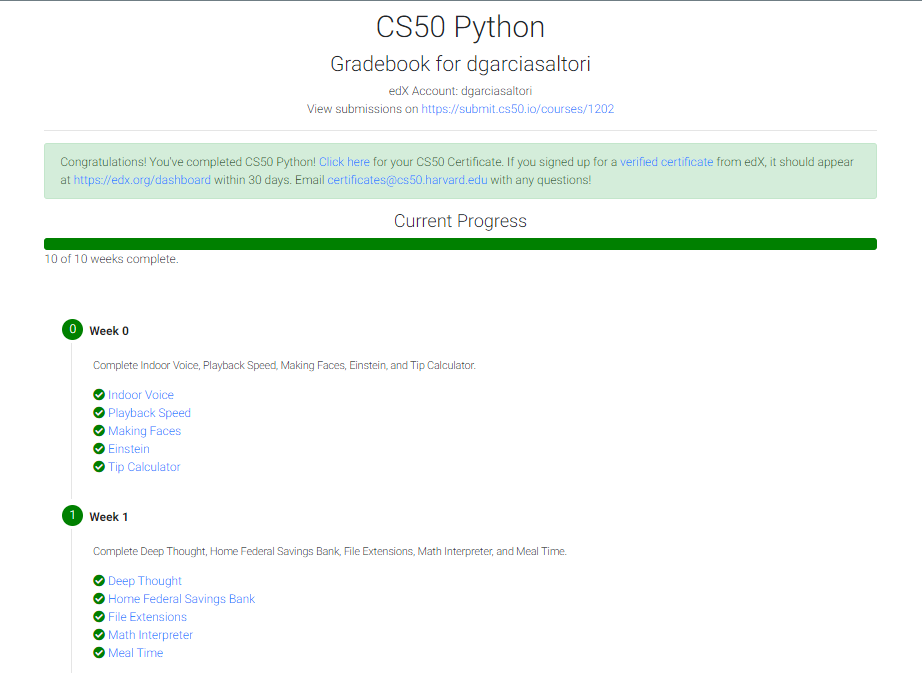 CS50 Python
Gradebook for dgarciasaltori
edX Account: dgarciasaltori
View submissions on https://submit.cs50.io/courses/1202
Congratulations! You've completed CS50 Python! Click here for your CS50 Certificate. If you signed up for a verified certificate from edX, it should appear
at https://edx.org/dashboard within 30 days. Email certificates@cs50.harvard.edu with any questions!
Current Progress
10 of 10 weeks complete.
0 Week 0
Complete Indoor Voice, Playback Speed, Making Faces, Einstein, and Tip Calculator.
Indoor Voice
Playback Speed
Making Faces
Einstein
Tip Calculator
1 Week 1
Complete Deep Thought, Home Federal Savings Bank, File Extensions, Math Interpreter, and Meal Time.
Deep Thought
Home Federal Savings Bank
File Extensions
Math Interpreter
Meal Time